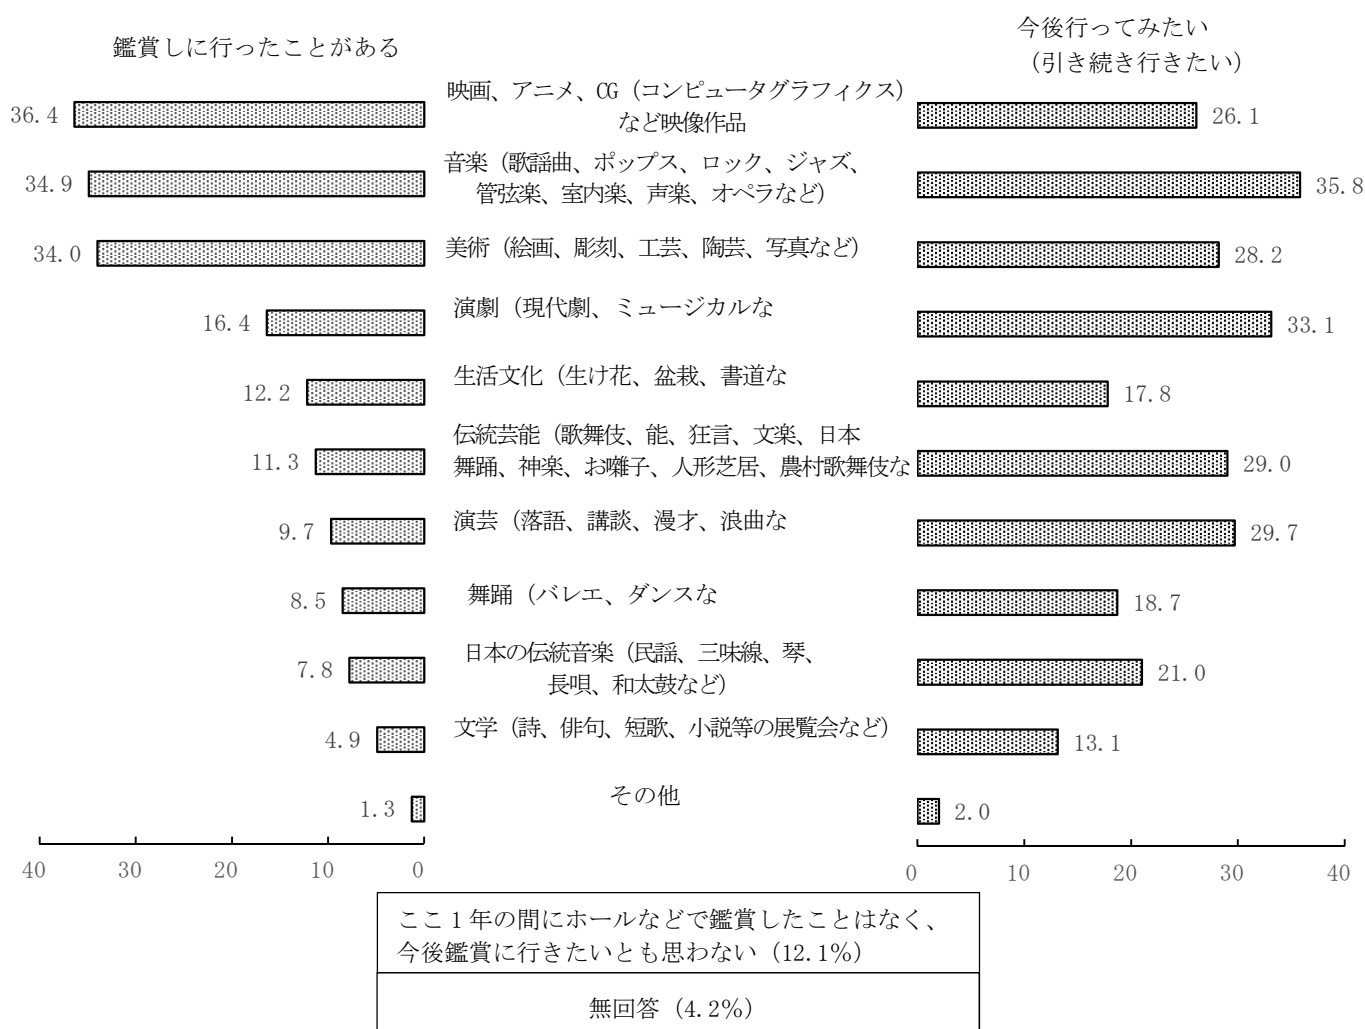 鑑賞しに行ったことがある
今後行ってみたい
（引き続き行きたい）
36.4
映画、アニメ、CG（コンピュータグラフィクス）
など映像作品
26.1
34.9
音楽（歌謡曲、ポップス、ロック、ジャズ、
管弦楽、室内楽、声楽、オペラなど）
35.8
34.0
美術（絵画、彫刻、工芸、陶芸、写真など）
28.2
16.4
演劇（現代劇、ミュージカルな
33.1
12.2
生活文化（生け花、盆栽、書道な
17.8
11.3
伝統芸能（歌舞伎、能、狂言、文楽、日本
舞踊、神楽、お囃子、人形芝居、農村歌舞伎な
29.0
9.7
演芸（落語、講談、漫才、浪曲な
29.7
8.5
舞踊（バレエ、ダンスな
18.7
7.8
日本の伝統音楽（民謡、三味線、琴、
長唄、和太鼓など）
21.0
4.9
文学（詩、俳句、短歌、小説等の展覧会など）
13.1
1.3
その他
2.0
40 30 20 10 0
0 10 20 30 40
ここ１年の間にホールなどで鑑賞したことはなく、
今後鑑賞に行きたいとも思わない（12.1％）
無回答（4.2％）